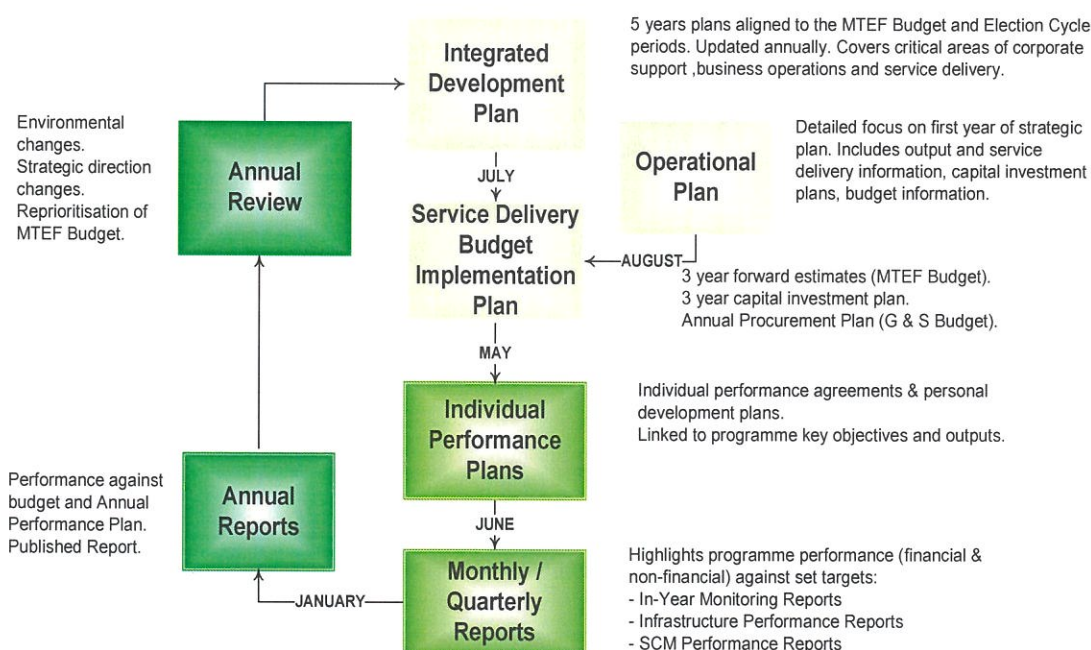 Integrated
Development
Plan
5 years plans aligned to the MTEF Budget and Election Cycle
periods. Updated annually. Covers critical areas of corporate
support ,business operations and service delivery.
Environmental
changes.
Strategic direction
changes.
Reprioritisation of
MTEF Budget.
Annual
Review
JULY
Operational
Plan
Detailed focus on first year of strategic
plan. Includes output and service
delivery information, capital investment
plans, budget information.
Service Delivery
Budget
Implementation
Plan
AUGUST
3 year forward estimates (MTEF Budget).
3 year capital investment plan.
Annual Procurement Plan (G & S Budget).
MAY
Individual
Performance
Plans
Individual performance agreements & personal
development plans.
Linked to programme key objectives and outputs.
Performance against
budget and Annual
Performance Plan.
Published Report.
Annual
Reports
JUNE
JANUARY
Monthly /
Quarterly
Reports
Highlights programme performance (financial &
non-financial) against set targets:
- In-Year Monitoring Reports
- Infrastructure Performance Reports
- SCM Performance Reports